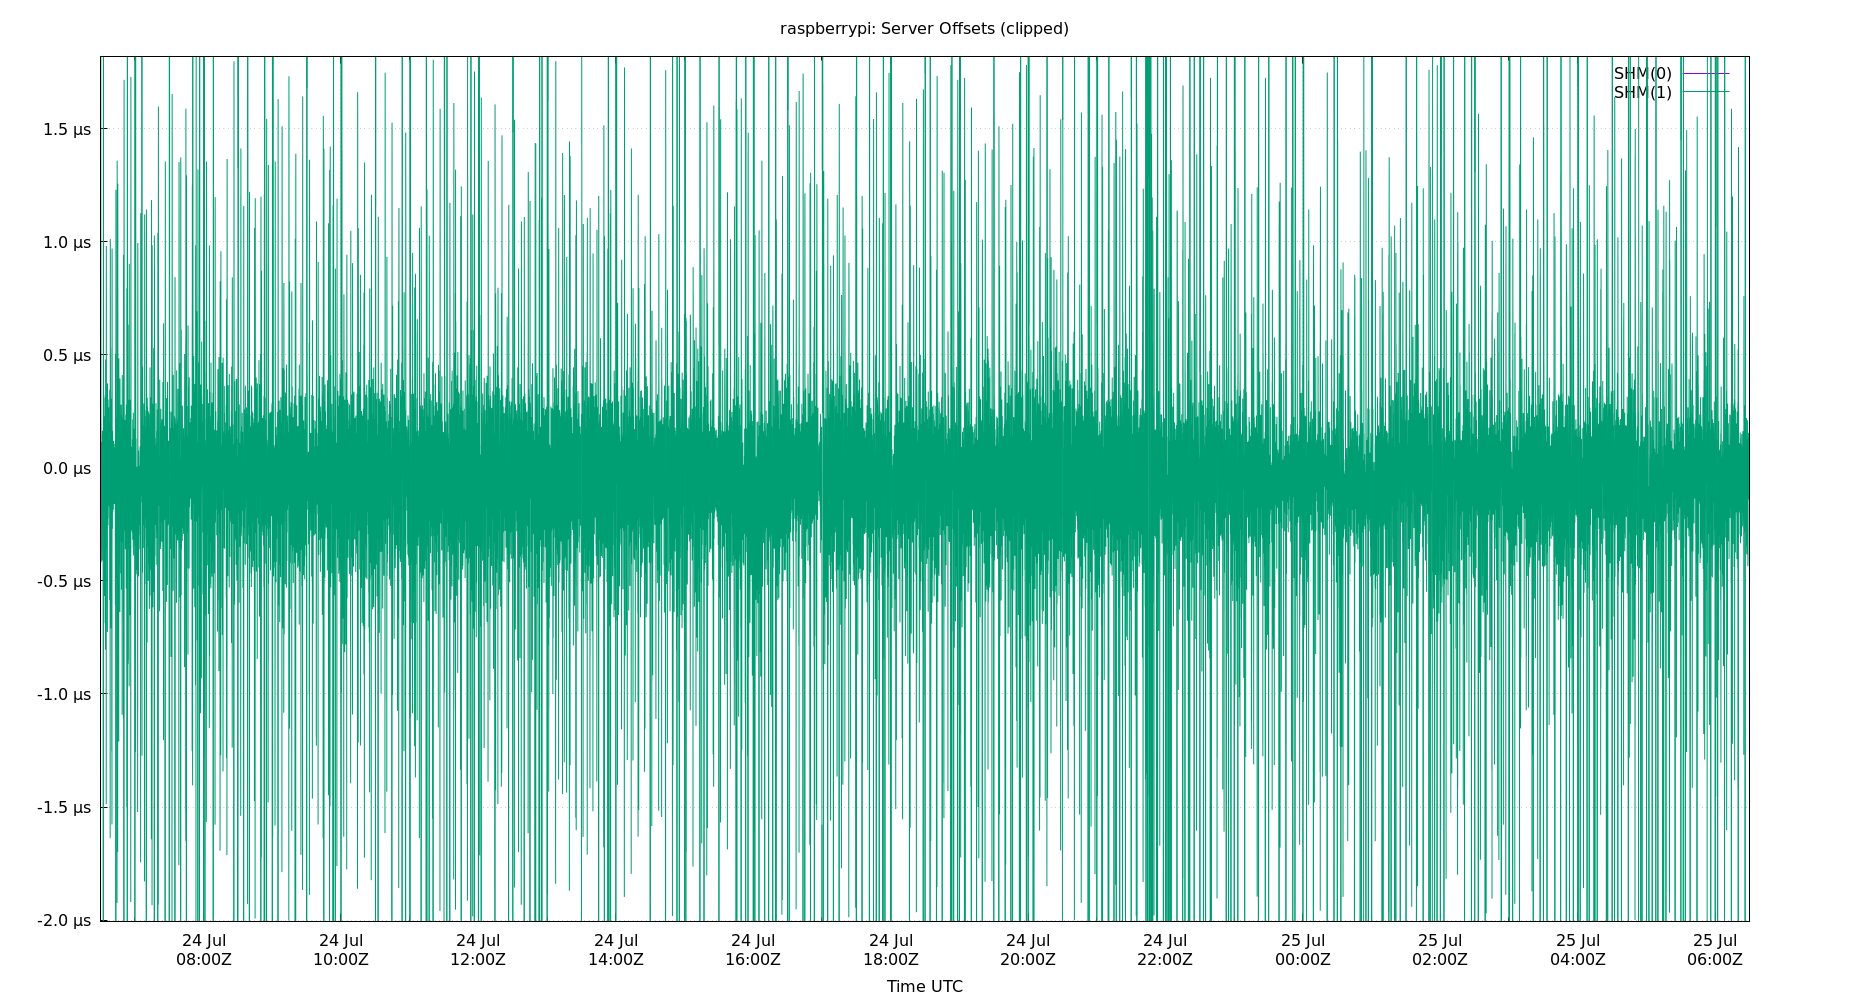 raspberrypi: Server Offsets (clipped)
SHM(0)
SHM(1)
1.5 µs
1.0 µs
0.5 µs
0.0 µs
-0.5 µs
-1.0 µs
-1.5 µs
-2.0 µs
24 Jul 24 Jul 24 Jul 24 Jul 24 Jul 24 Jul 24 Jul 24 Jul 25 Jul 25 Jul 25 Jul 25 Jul
08:00Z 10:00Z 12:00Z 14:00Z 16:00Z 18:00Z 20:00Z 22:00Z 00:00Z 02:00Z 04:00Z 06:00Z
Time UTC